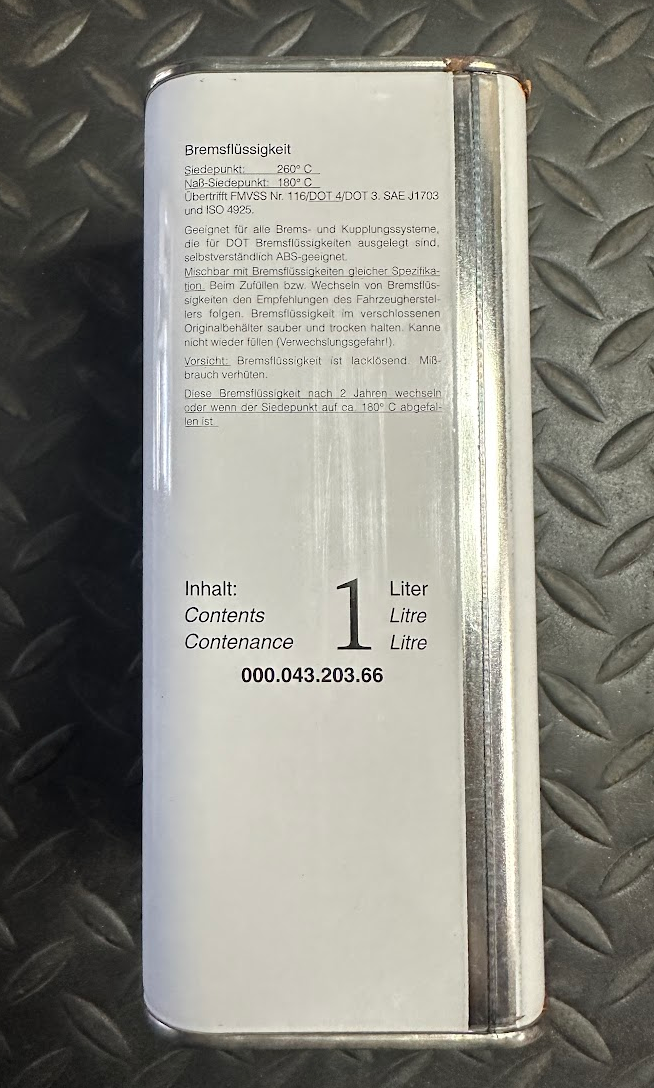 Bremsflüssigkeit
Siedepunkt: 260° C
Naß-Siedepunkt: 180° C
Übertrifft FMVSS Nr. 116/DOT 4/DOT 3. SAE J1703
und ISO 4925.
Geeignet für alle Brems- und Kupplungssysteme,
die für DOT Bremsflüssigkeiten ausgelegt sind,
selbstverständlich ABS-geeignet.
Mischbar mit Bremsflüssigkeiten gleicher Spezifika-
tion. Beim Zufüllen bzw. Wechseln von Bremsflüs-
sigkeiten den Empfehlungen des Fahrzeugherstel-
lers folgen. Bremsflüssigkeit im verschlossenen
Originalbehälter sauber und trocken halten. Kanne
nicht wieder füllen (Verwechslungsgefahr!).
Vorsicht: Bremsflüssigkeit ist lacklösend. Miß-
brauch verhüten.
Diese Bremsflüssigkeit nach 2 Jahren wechseln
oder wenn der Siedepunkt auf ca. 180° C abgefal-
len ist.
Inhalt: 1 Liter
Contents Litre
Contenance Litre
000.043.203.66